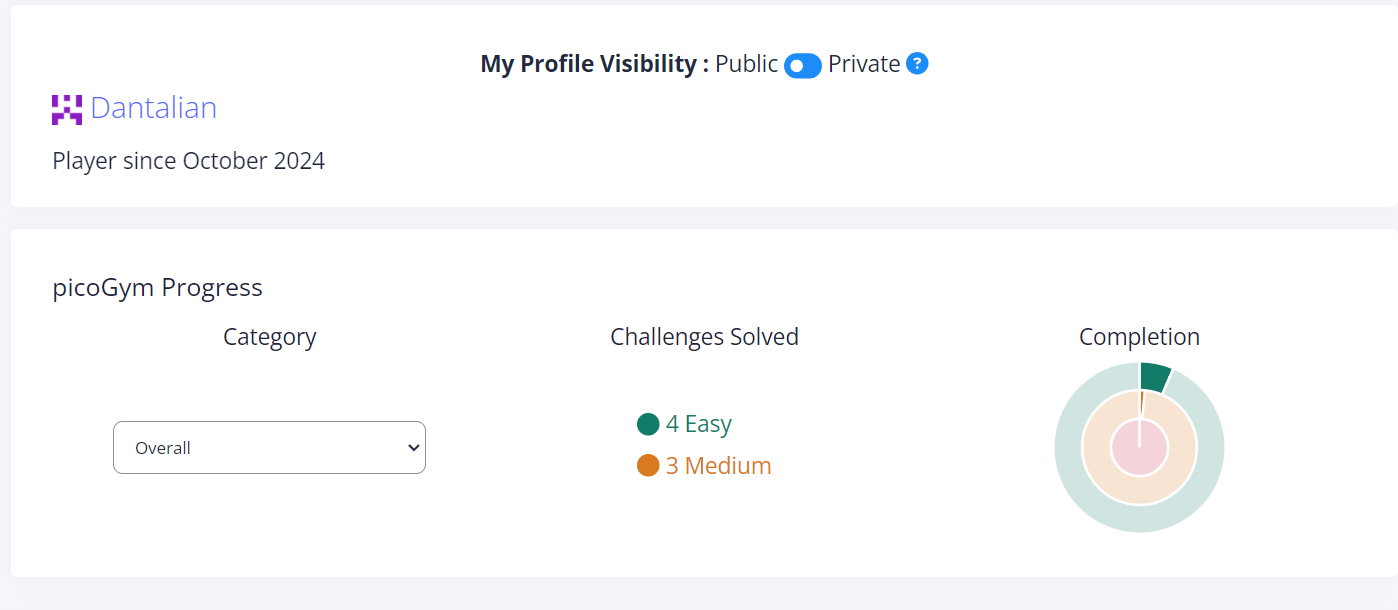 My Profile Visibility : Public Private ?
Dantalian
Player since October 2024
picoGym Progress
Category Challenges Solved Completion
4 Easy
Overall
3 Medium